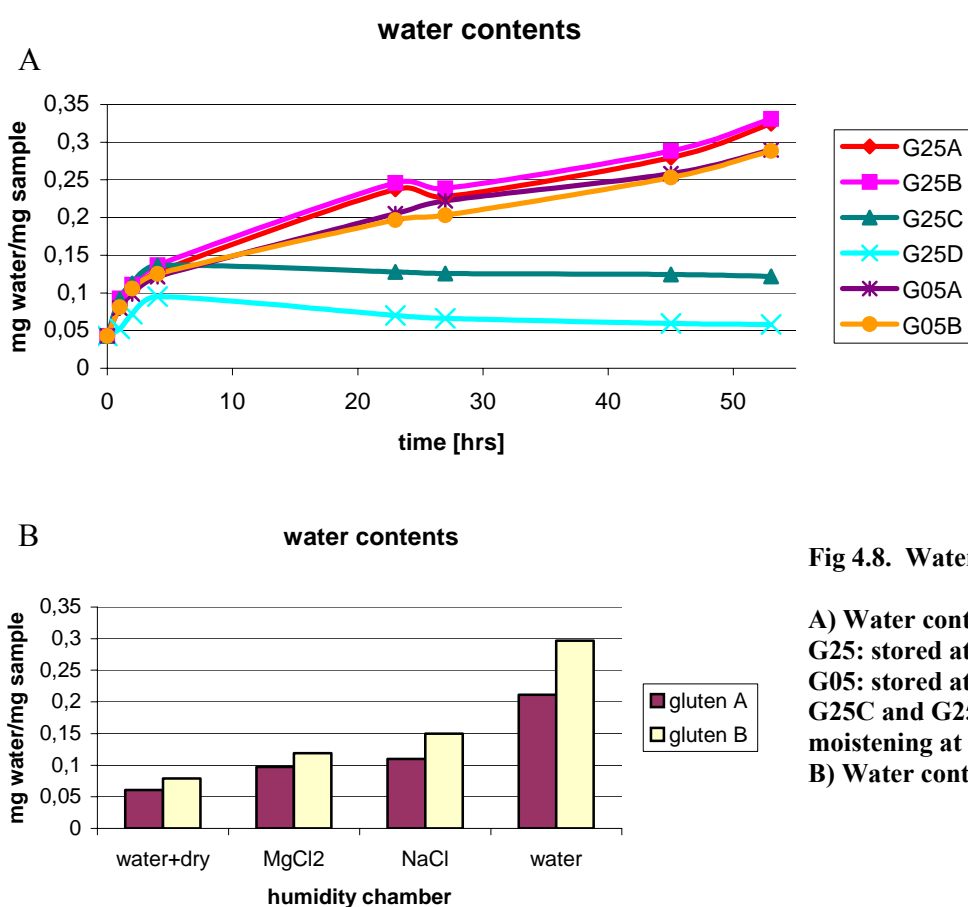 water contents
A
mg water/mg sample
0,35
0,3
0,25
0,2
0,15
0,1
0,05
0
0 10 20 30 40 50
time [hrs]
G25A
G25B
G25C
G25D
G05A
G05B
B
water contents
mg water/mg sample
0,35
0,3
0,25
0,2
0,15
0,1
0,05
0
water+dry MgCl2 NaCl water
humidity chamber
gluten A
gluten B
Fig 4.8. Water
A) Water cont
G25: stored at
G05: stored at
G25C and G25
moistening at
B) Water cont